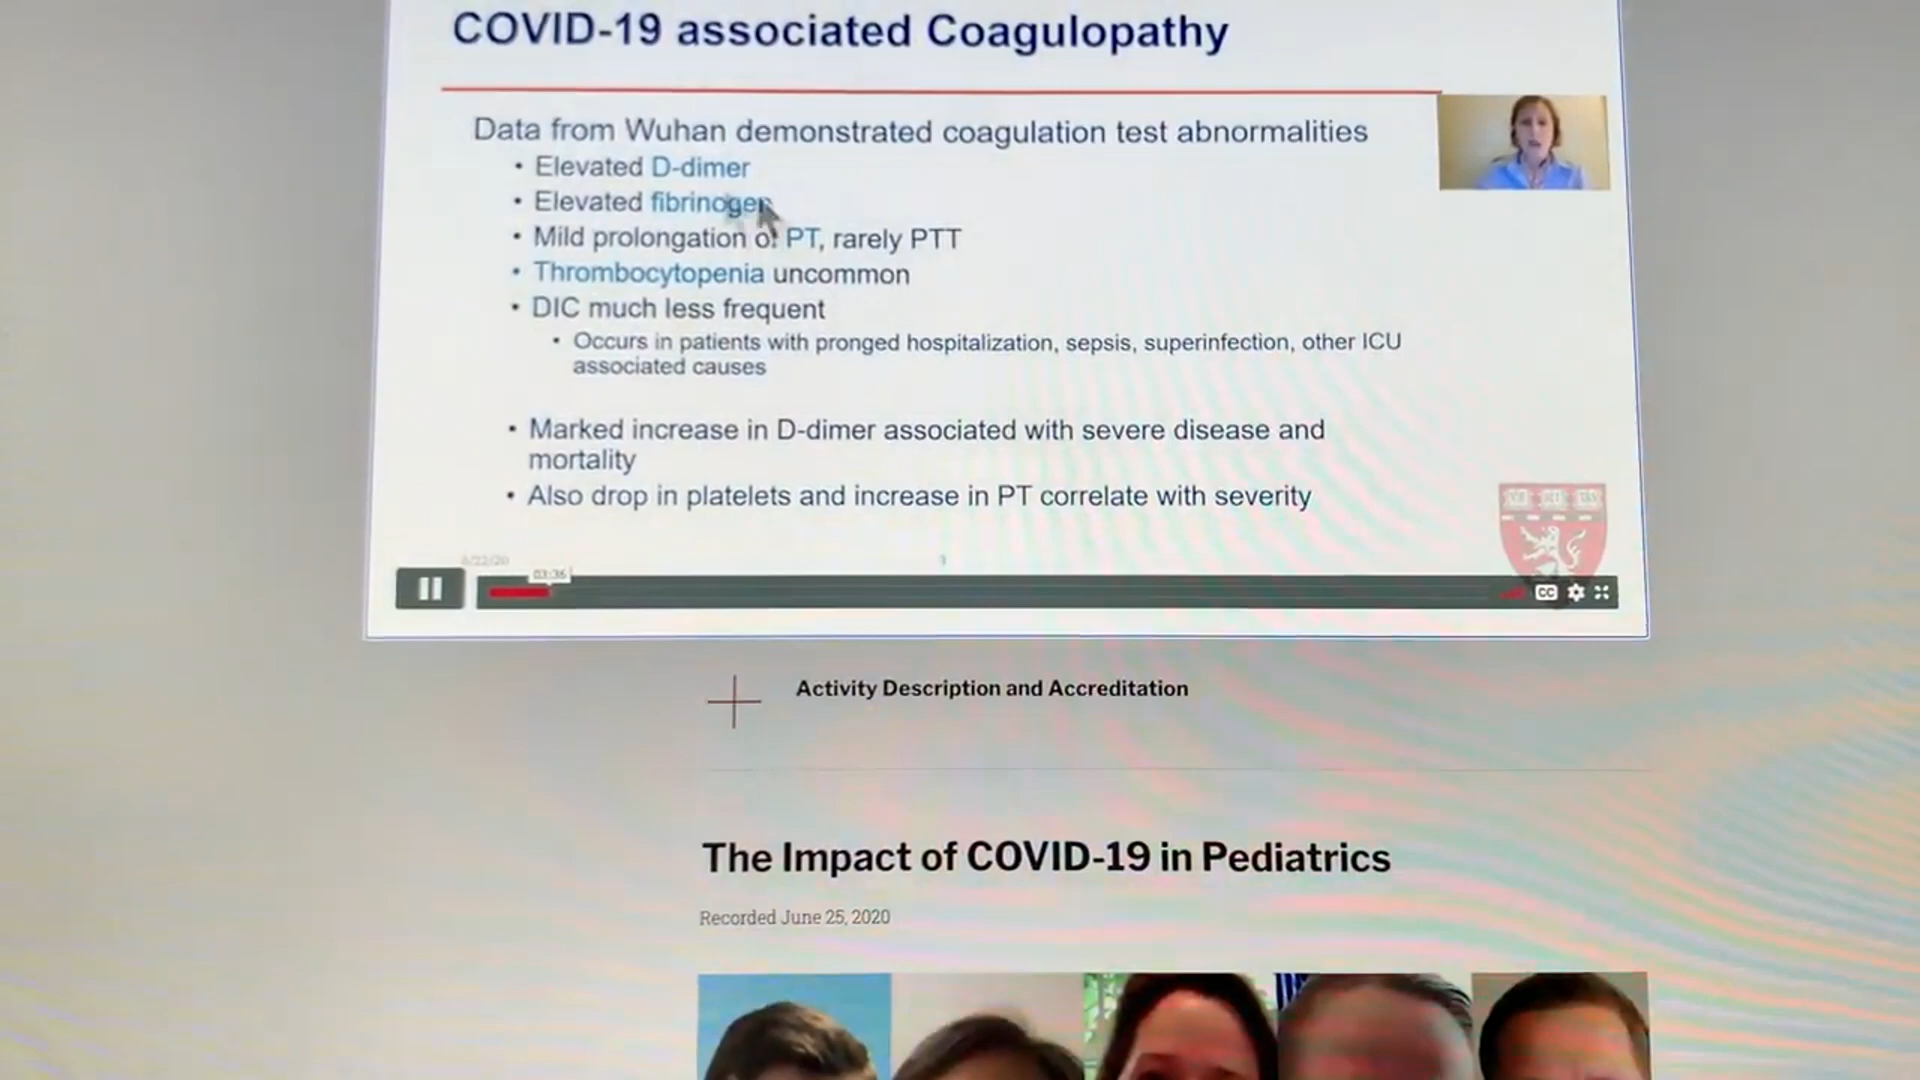 COVID-19 associated Coagulopathy
Data from Wuhan demonstrated coagulation test abnormalities
• Elevated D-dimer
• Elevated fibrinogen
• Mild prolongation of PT, rarely PTT
• Thrombocytopenia uncommon
• DIC much less frequent
• Occurs in patients with pronged hospitalization, sepsis, superinfection, other ICU
associated causes
• Marked increase in D-dimer associated with severe disease and
mortality
• Also drop in platelets and increase in PT correlate with severity
03:36
CC
Activity Description and Accreditation
The Impact of COVID-19 in Pediatrics
Recorded June 25, 2020